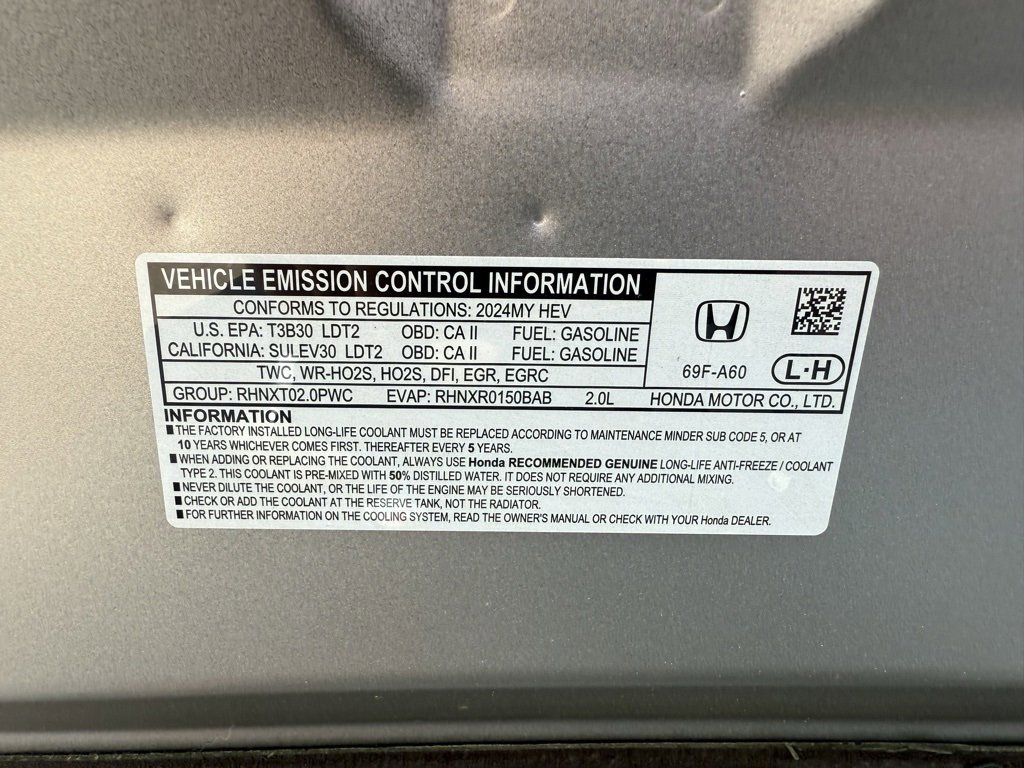 VEHICLE EMISSION CONTROL INFORMATION
CONFORMS TO REGULATIONS: 2024MY HEV
U.S. EPA: T3B30 LDT2 OBD: CA II FUEL: GASOLINE
CALIFORNIA: SULEV30 LDT2 OBD: CA II FUEL: GASOLINE
TWC, WR-HO2S, HO2S, DFI, EGR, EGRC
69F-A60 L·H
GROUP: RHNXT02.0PWC EVAP: RHNXR0150BAB 2.0L HONDA MOTOR CO., LTD.
INFORMATION
■ THE FACTORY INSTALLED LONG-LIFE COOLANT MUST BE REPLACED ACCORDING TO MAINTENANCE MINDER SUB CODE 5, OR AT
10 YEARS WHICHEVER COMES FIRST. THEREAFTER EVERY 5 YEARS.
■ WHEN ADDING OR REPLACING THE COOLANT, ALWAYS USE Honda RECOMMENDED GENUINE LONG-LIFE ANTI-FREEZE / COOLANT
TYPE 2. THIS COOLANT IS PRE-MIXED WITH 50% DISTILLED WATER. IT DOES NOT REQUIRE ANY ADDITIONAL MIXING.
■ NEVER DILUTE THE COOLANT, OR THE LIFE OF THE ENGINE MAY BE SERIOUSLY SHORTENED.
■ CHECK OR ADD THE COOLANT AT THE RESERVE TANK, NOT THE RADIATOR.
■ FOR FURTHER INFORMATION ON THE COOLING SYSTEM, READ THE OWNER'S MANUAL OR CHECK WITH YOUR Honda DEALER.